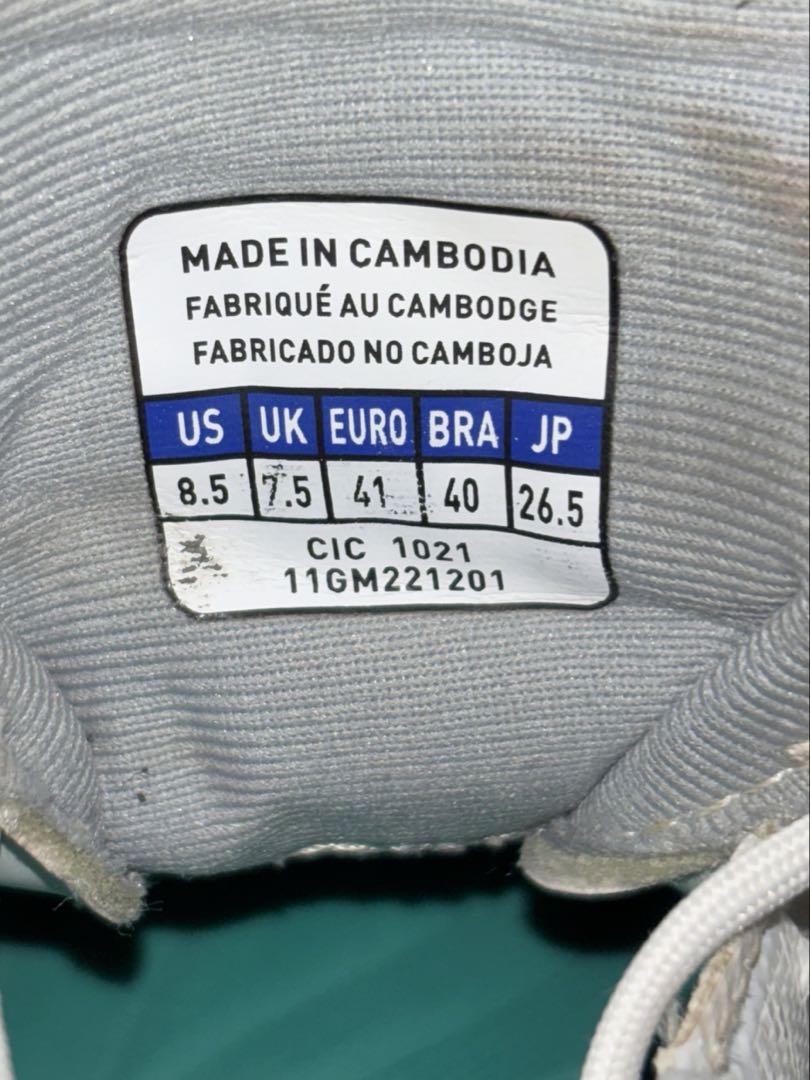 MADE IN CAMBODIA
FABRIQUÉ AU CAMBODGE
FABRICADO NO CAMBOJA
US UK EURO BRA JP
8.5 7.5 41 40 26.5
CIC 1021
11GM221201